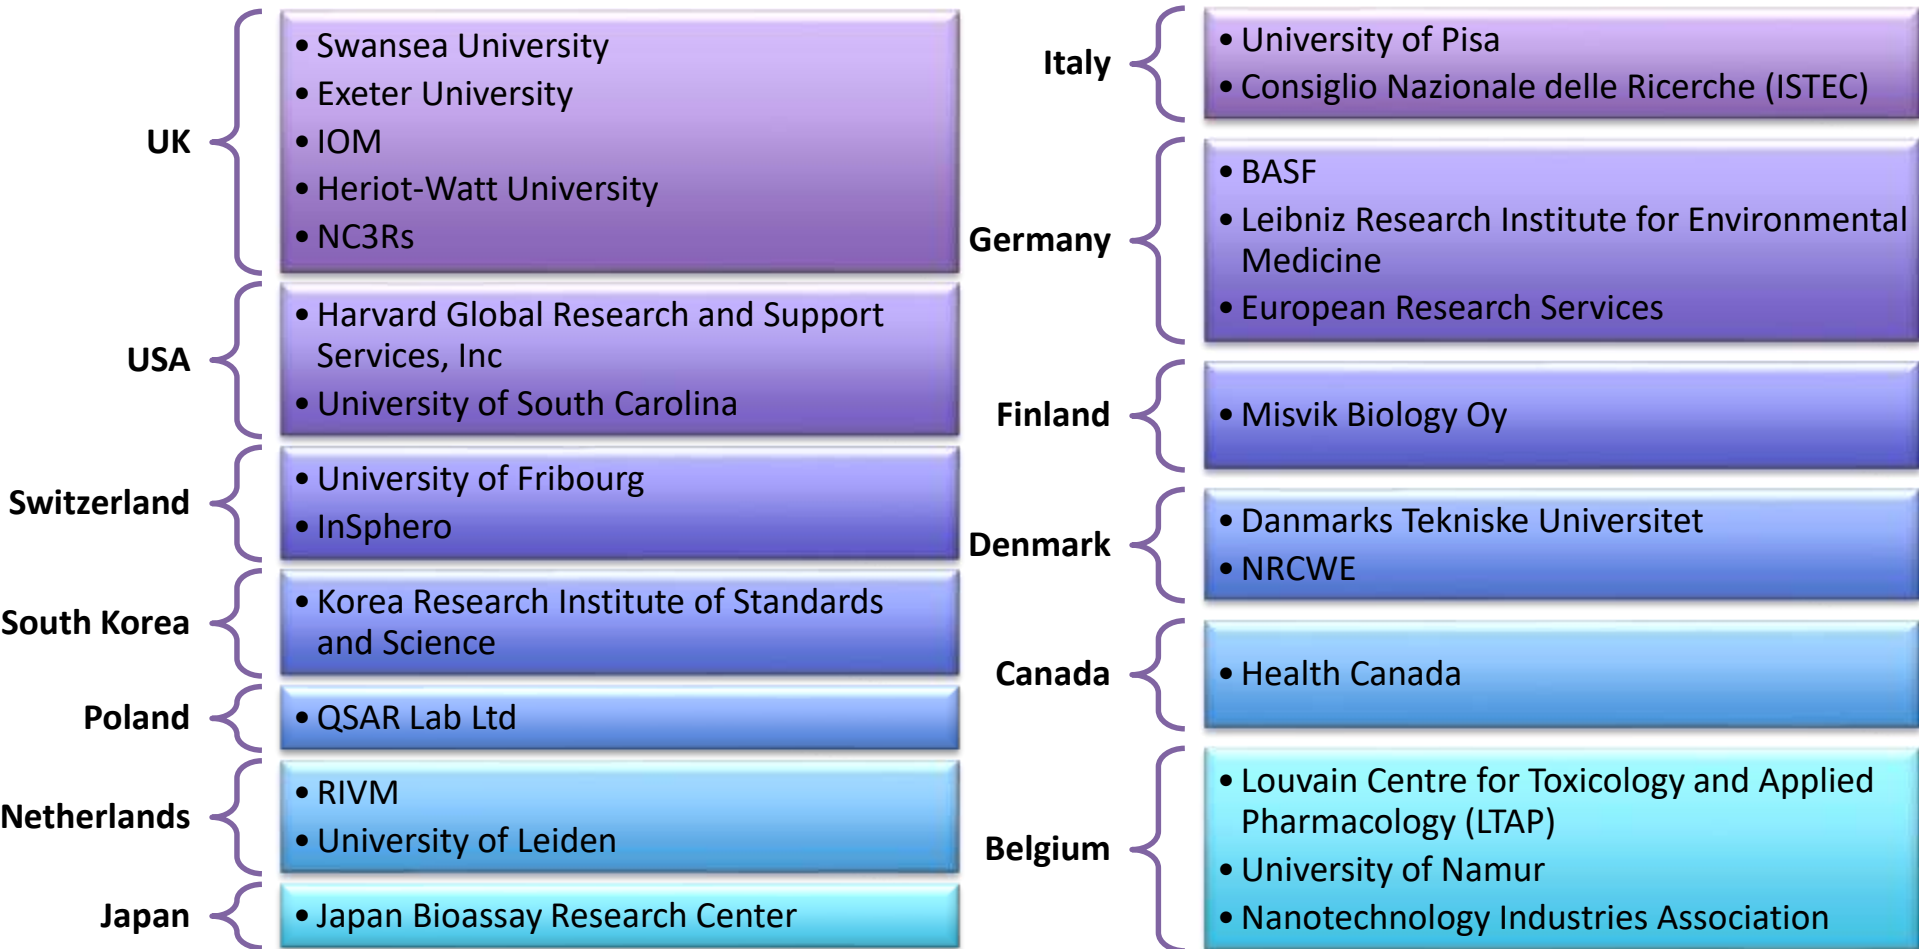 UK
• Swansea University
• Exeter University
• IOM
• Heriot-Watt University
• NC3Rs
USA
• Harvard Global Research and Support
Services, Inc
• University of South Carolina
Switzerland
• University of Fribourg
• InSphero
South Korea
• Korea Research Institute of Standards
and Science
Poland
• QSAR Lab Ltd
Netherlands
• RIVM
• University of Leiden
Japan
• Japan Bioassay Research Center
Italy
• University of Pisa
• Consiglio Nazionale delle Ricerche (ISTEC)
Germany
• BASF
• Leibniz Research Institute for Environmental
Medicine
• European Research Services
Finland
• Misvik Biology Oy
Denmark
• Danmarks Tekniske Universitet
• NRCWE
Canada
• Health Canada
Belgium
• Louvain Centre for Toxicology and Applied
Pharmacology (LTAP)
• University of Namur
• Nanotechnology Industries Association